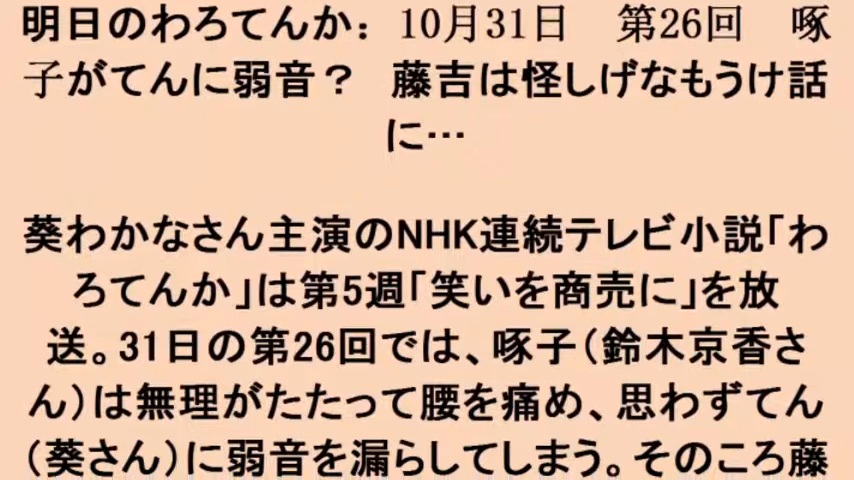 明日のわろてんか：10月31日　第26回　啄
子がてんに弱音？　藤吉は怪しげなもうけ話
に…
葵わかなさん主演のNHK連続テレビ小説「わ
ろてんか」は第5週「笑いを商売に」を放
送。31日の第26回では、啄子（鈴木京香さ
ん）は無理がたたって腰を痛め、思わずてん
（葵さん）に弱音を漏らしてしまう。そのころ藤